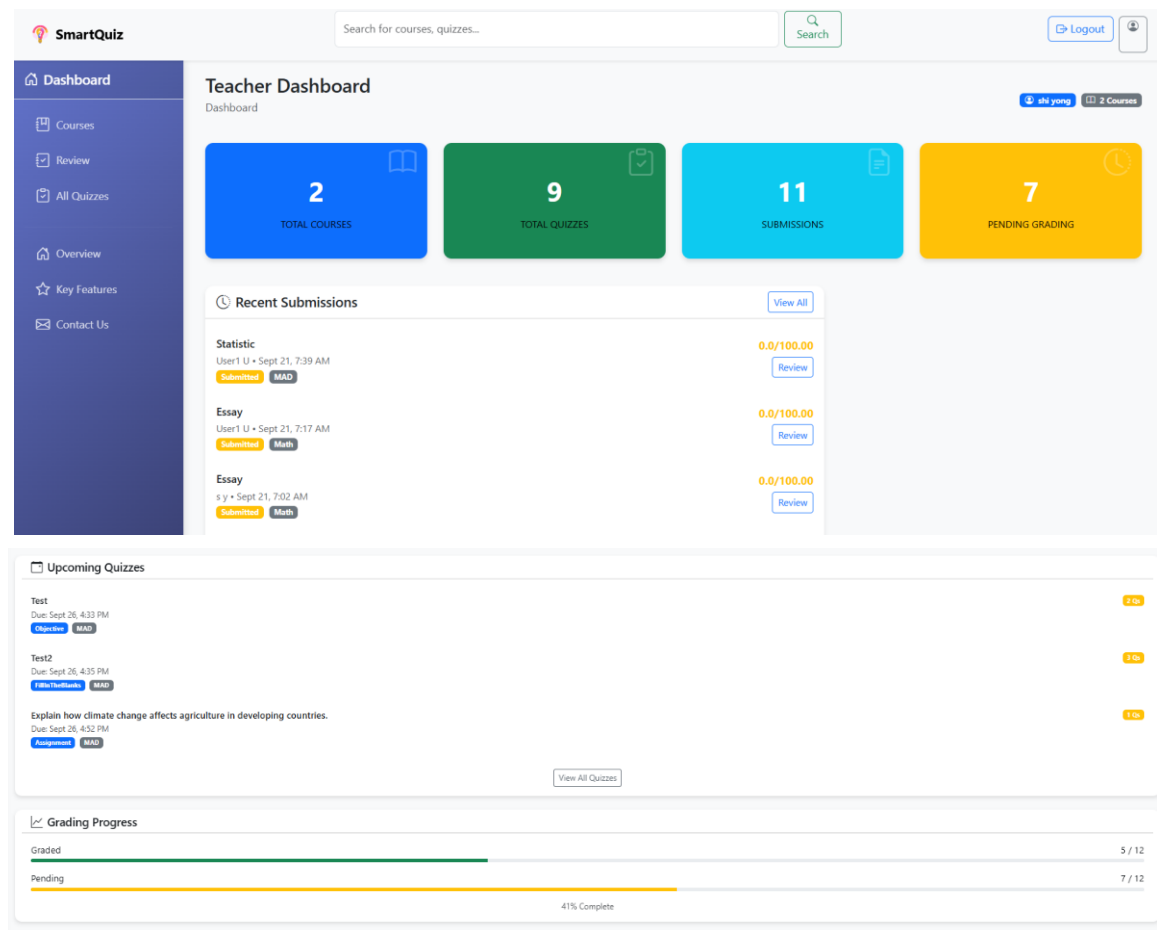 SmartQuiz
Search for courses, quizzes...
Search
Logout
Dashboard
Courses
Review
All Quizzes
Overview
Key Features
Contact Us
Teacher Dashboard
Dashboard
shi yong
2 Courses
2
TOTAL COURSES
9
TOTAL QUIZZES
11
SUBMISSIONS
7
PENDING GRADING
Recent Submissions
View All
Statistic
0.0/100.00
User1 U • Sept 21, 7:39 AM
Review
Submitted MAD
Essay
0.0/100.00
User1 U • Sept 21, 7:17 AM
Review
Submitted Math
Essay
0.0/100.00
s y • Sept 21, 7:02 AM
Review
Submitted Math
Upcoming Quizzes
Test
Due: Sept 26, 4:33 PM
Objective MAD
Qs
Test2
Due: Sept 26, 4:35 PM
FillInTheBlanks MAD
Qs
Explain how climate change affects agriculture in developing countries.
1 Qs
Due: Sept 26, 4:52 PM
Assignment MAD
View All Quizzes
Grading Progress
Graded 5 / 12
Pending 7 / 12
41% Complete